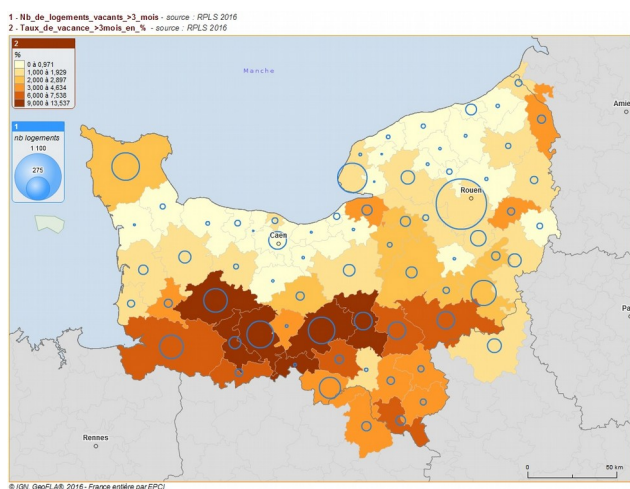 1 - Nb_de_logements_vacants_>3_mois - source : RPLS 2016
2 - Taux_de_vacance_>3mois_en_% - source : RPLS 2016
2
%
0 à 0,971
1,000 à 1,929
2,000 à 2,897
3,000 à 4,634
6,000 à 7,538
9,000 à 13,537
1
nb logements
1 100
275
Manche
Amie
Rouen
Caen
Pa
Rennes
0 50 km
© IGN GeoFLA®, 2016 - France entière par EPCI